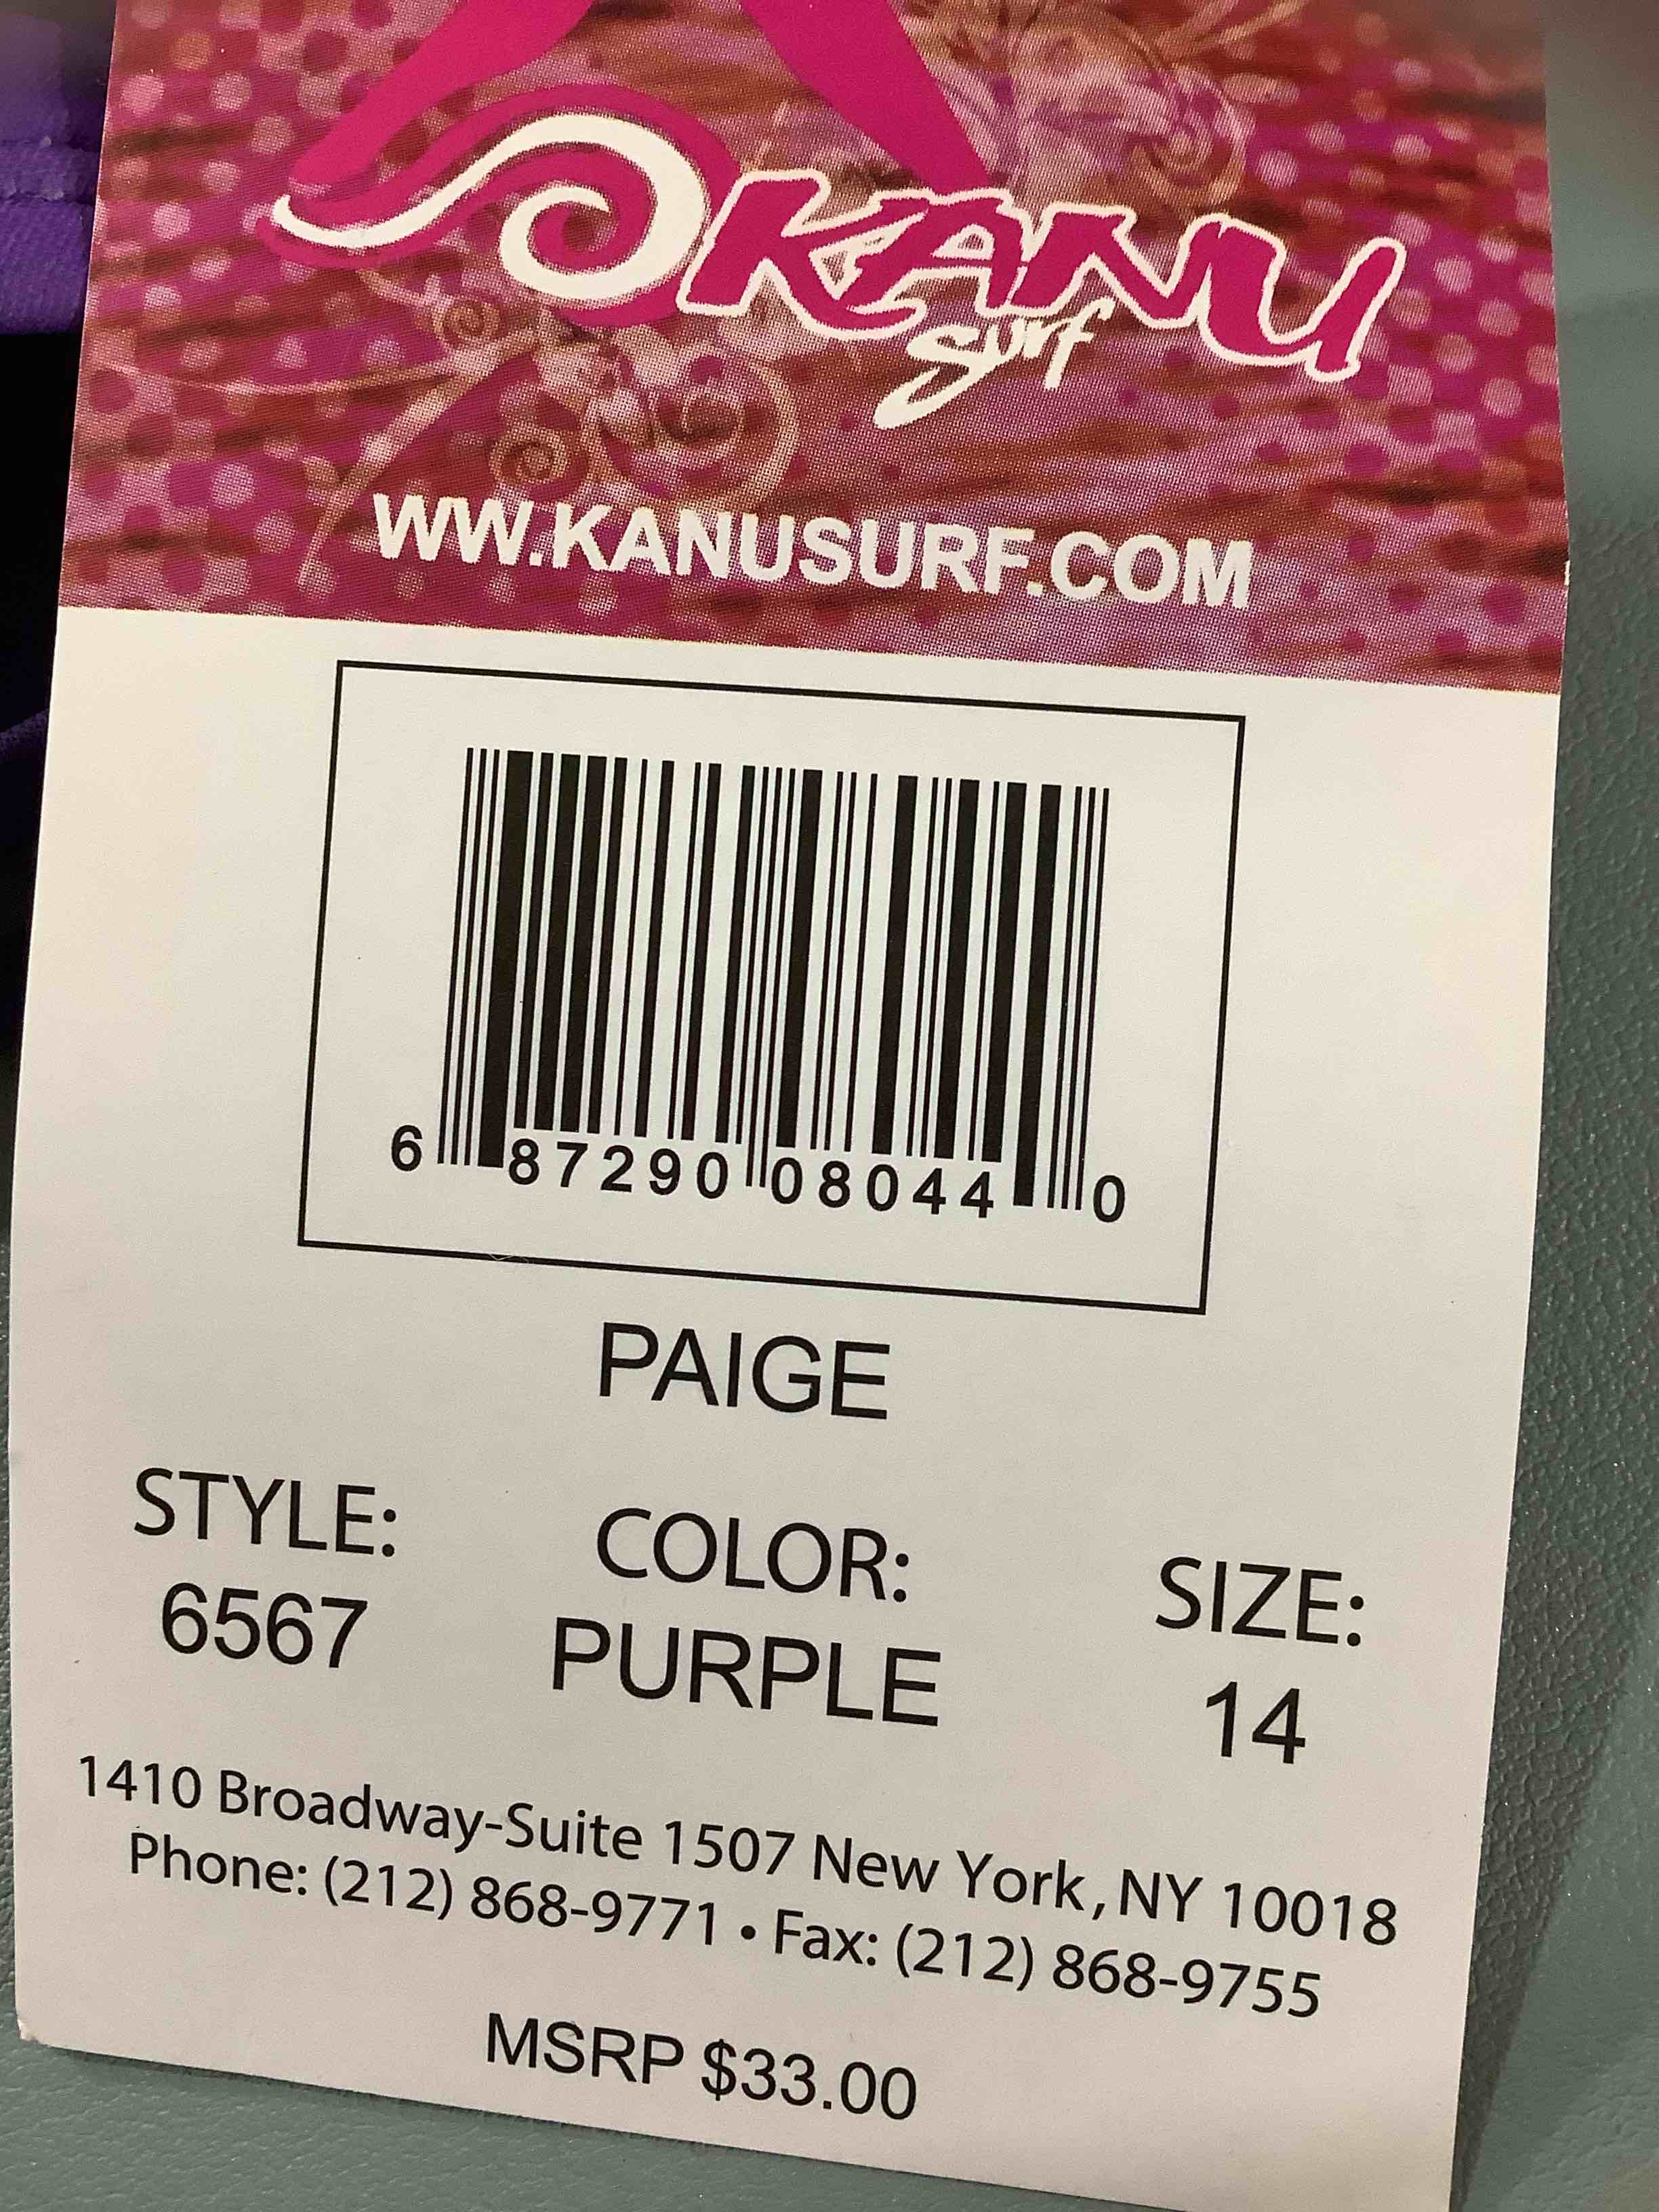 KANU
surf
WW.KANUSURF.COM
6 87290 08044 0
PAIGE
STYLE: COLOR: SIZE:
6567 PURPLE 14
1410 Broadway-Suite 1507 New York, NY 10018
Phone: (212) 868-9771 • Fax: (212) 868-9755
MSRP $33.00